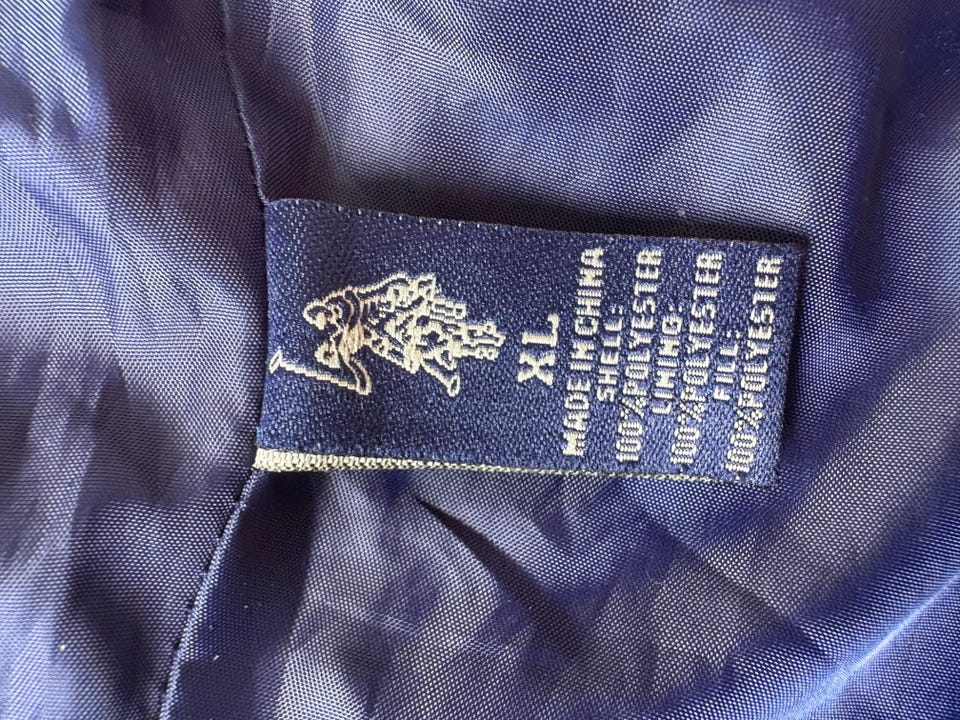 XL
MADE IN CHINA
SHELL:
100%POLYESTER
LINING:
100%POLYESTER
FILL:
100%POLYESTER